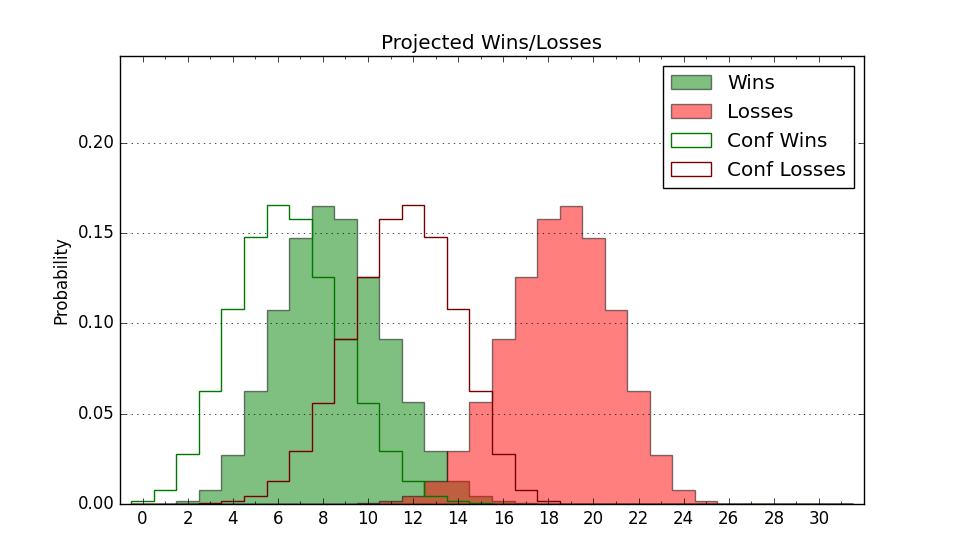 Projected Wins/Losses
Wins
Losses
Conf Wins
Conf Losses
Probability
0.20
0.15
0.10
0.05
0.00
0 2 4 6 8 10 12 14 16 18 20 22 24 26 28 30